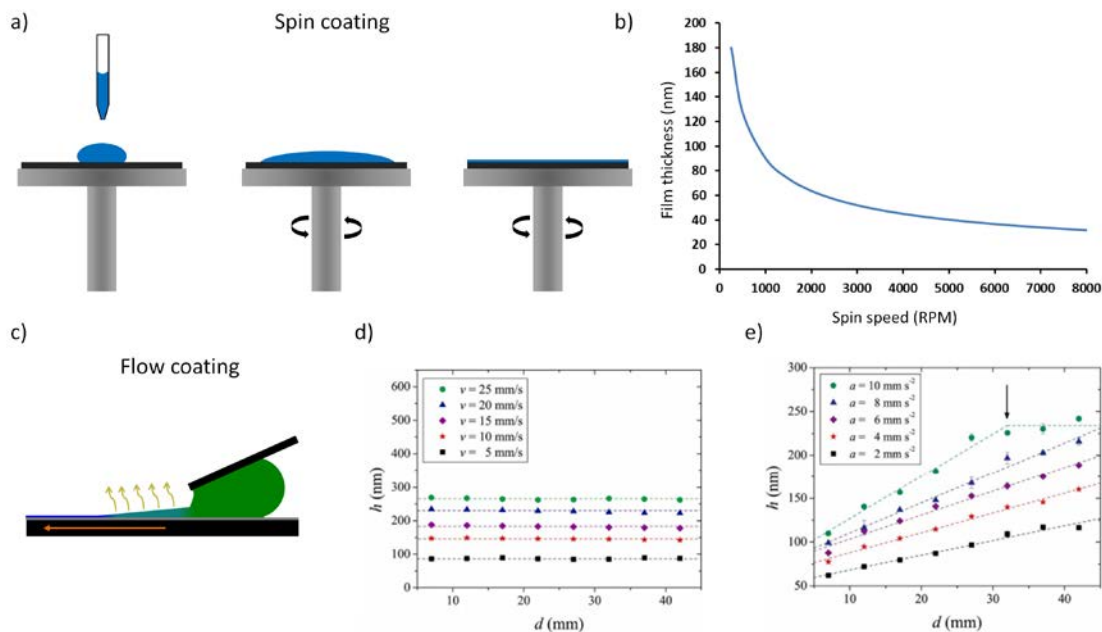 a)
Spin coating
b)
200
180
160
140
120
100
80
60
40
20
0
Film thickness (nm)
0 1000 2000 3000 4000 5000 6000 7000 8000
Spin speed (RPM)
c)
Flow coating
d)
600
500
400
300
200
100
0
h (nm)
v = 25 mm/s
v = 20 mm/s
v = 15 mm/s
v = 10 mm/s
v = 5 mm/s
10 20 30 40
d (mm)
e)
300
250
200
150
100
50
h (nm)
a = 10 mm s⁻²
a = 8 mm s⁻²
a = 6 mm s⁻²
a = 4 mm s⁻²
a = 2 mm s⁻²
10 20 30 40
d (mm)